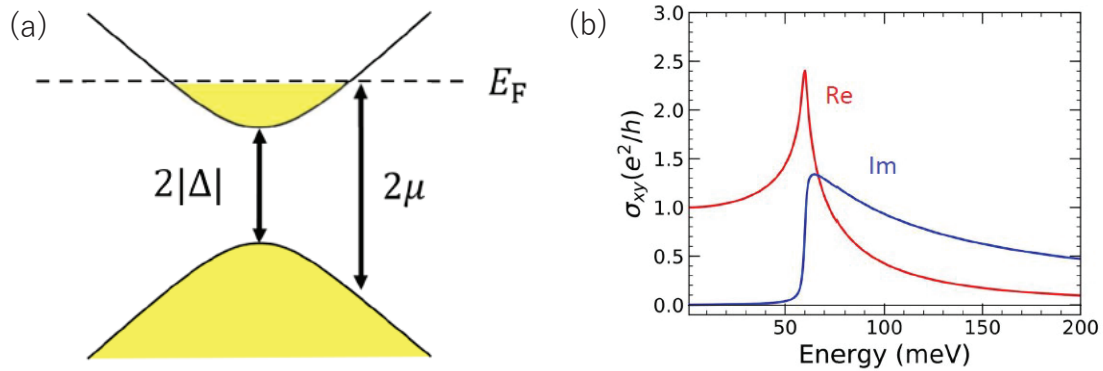 (a)
E_F
2|Δ|
2μ
(b)
3.0
2.5
2.0
1.5
1.0
0.5
0.0
σ_xy(e²/h)
Re
Im
50 100 150 200
Energy (meV)